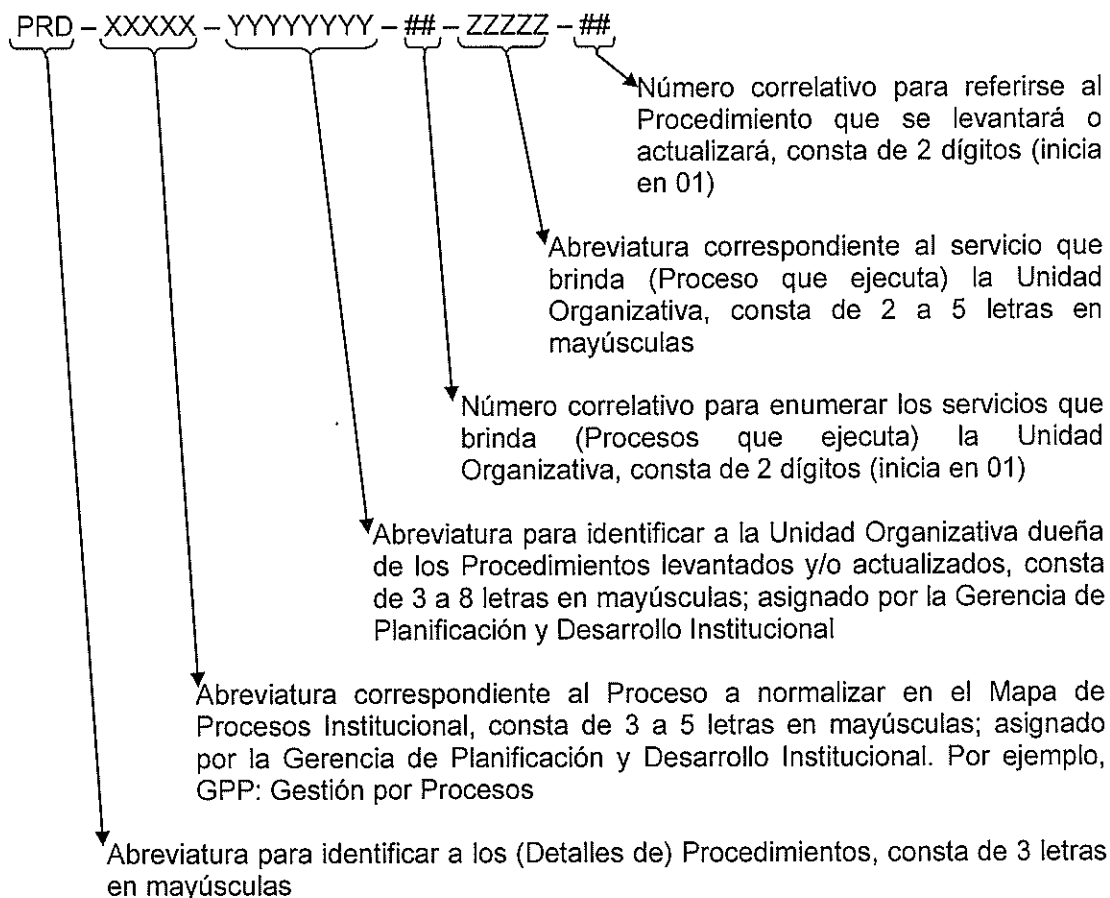 PRD – XXXXX – YYYYYYYY – ## – ZZZZZ – ##
Número correlativo para referirse al
Procedimiento que se levantará o
actualizará, consta de 2 dígitos (inicia
en 01)
Abreviatura correspondiente al servicio que
brinda (Proceso que ejecuta) la Unidad
Organizativa, consta de 2 a 5 letras en
mayúsculas
Número correlativo para enumerar los servicios que
brinda (Procesos que ejecuta) la Unidad
Organizativa, consta de 2 dígitos (inicia en 01)
Abreviatura para identificar a la Unidad Organizativa dueña
de los Procedimientos levantados y/o actualizados, consta
de 3 a 8 letras en mayúsculas; asignado por la Gerencia de
Planificación y Desarrollo Institucional
Abreviatura correspondiente al Proceso a normalizar en el Mapa de
Procesos Institucional, consta de 3 a 5 letras en mayúsculas; asignado
por la Gerencia de Planificación y Desarrollo Institucional. Por ejemplo,
GPP: Gestión por Procesos
Abreviatura para identificar a los (Detalles de) Procedimientos, consta de 3 letras
en mayúsculas